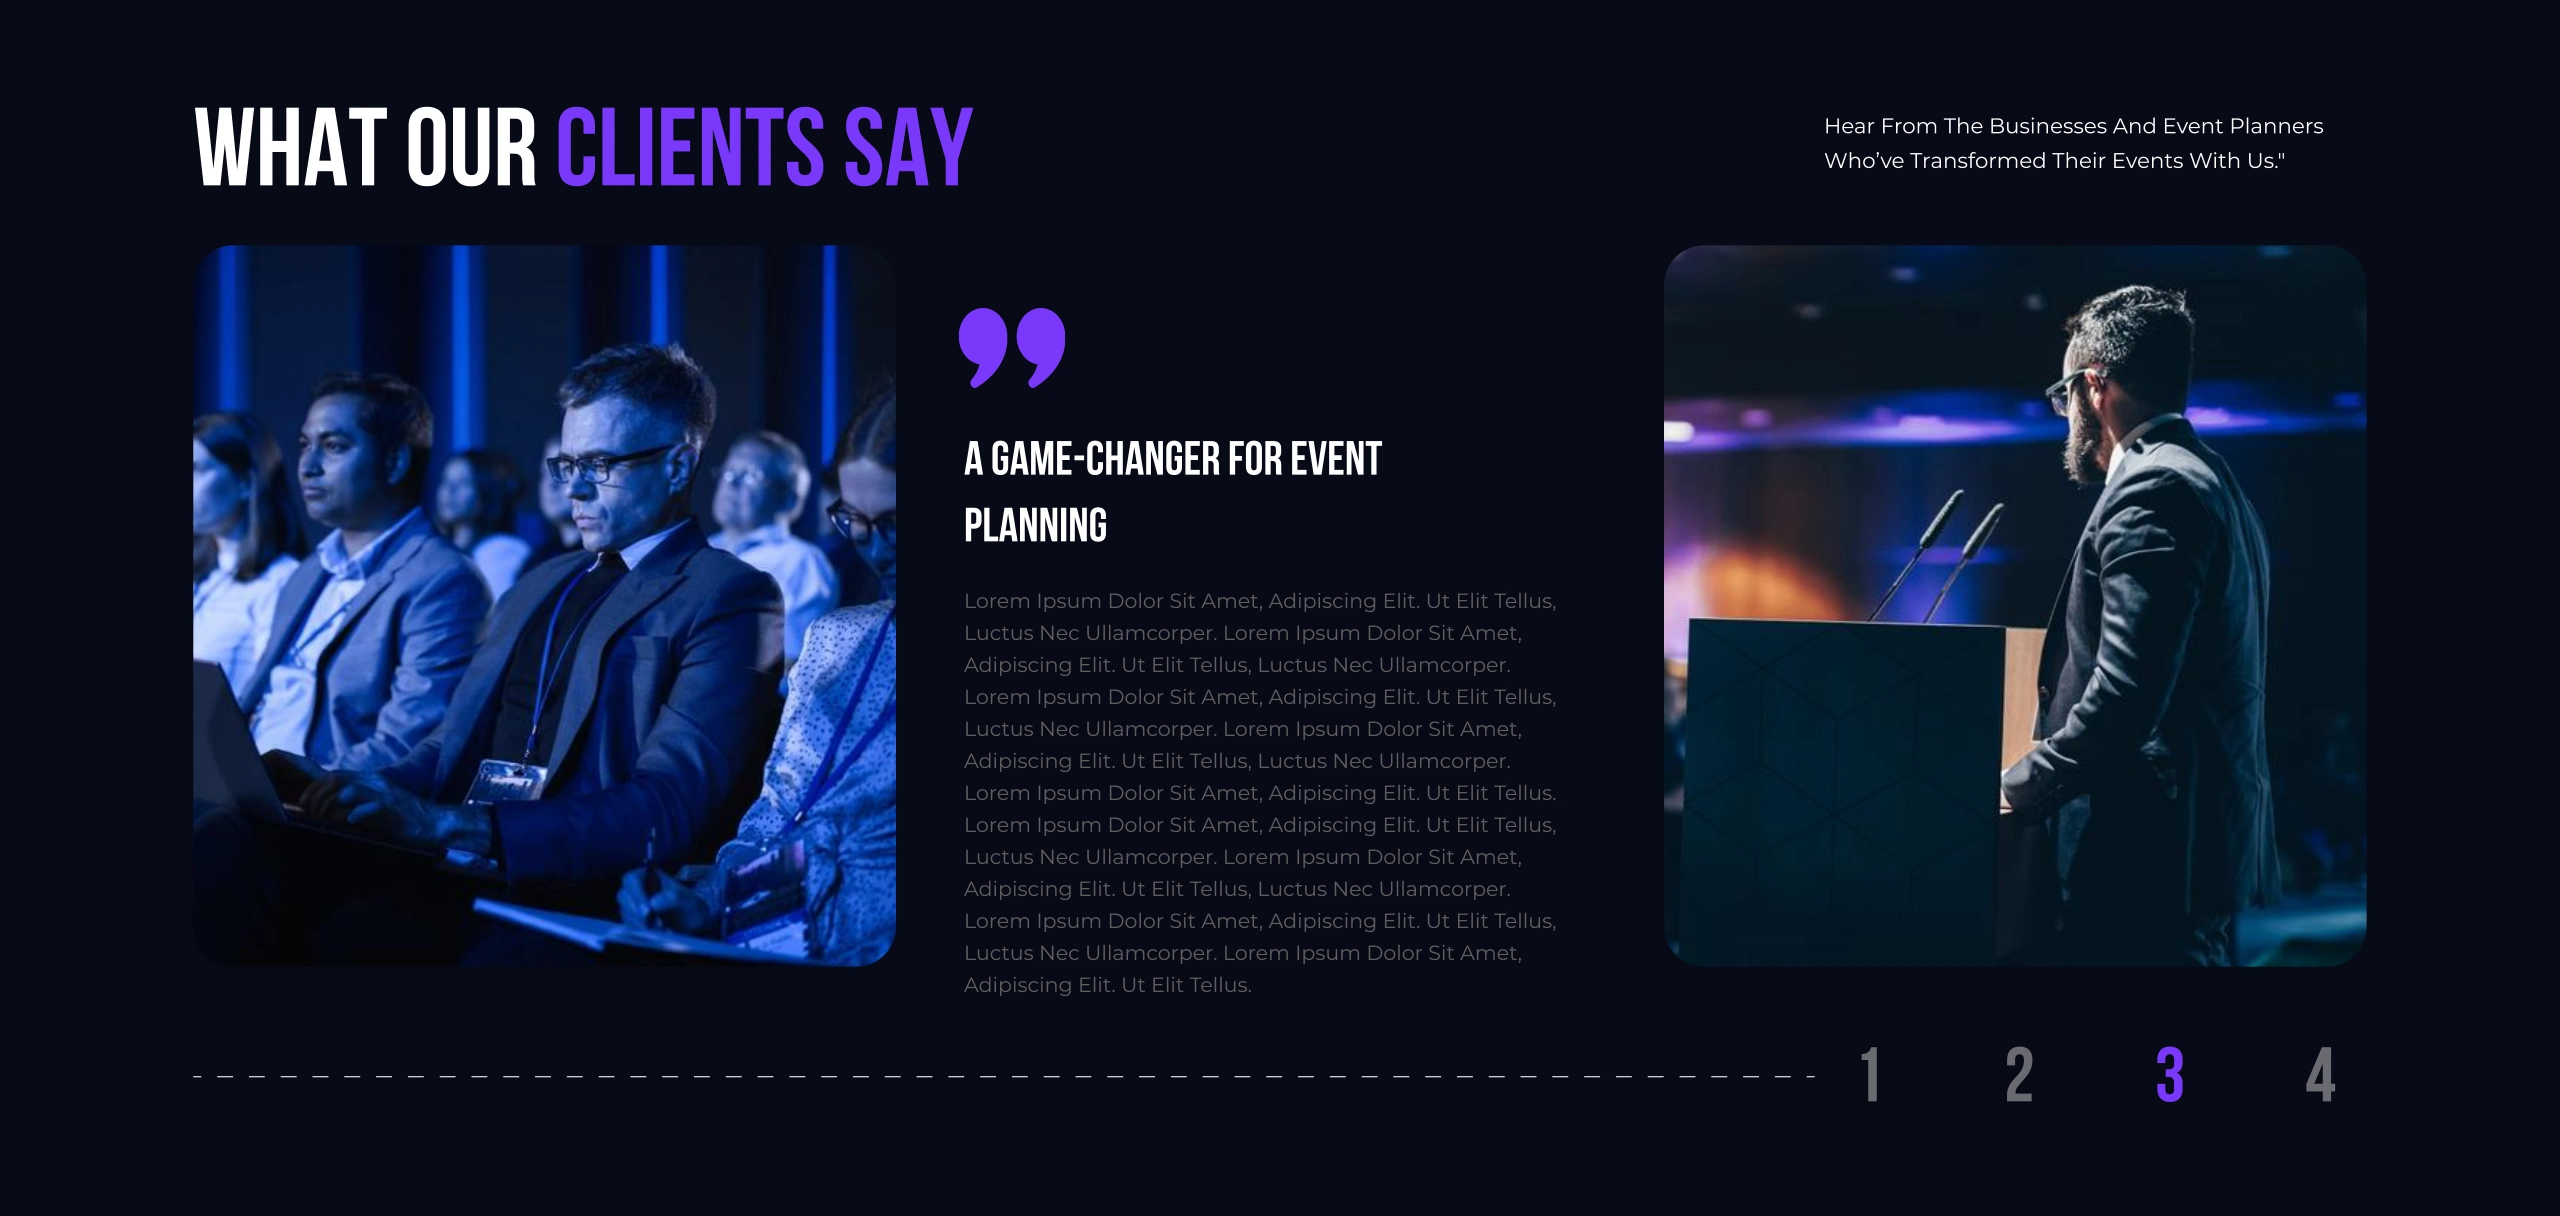 WHAT OUR CLIENTS SAY
Hear From The Businesses And Event Planners
Who’ve Transformed Their Events With Us."
A GAME-CHANGER FOR EVENT
PLANNING
Lorem Ipsum Dolor Sit Amet, Adipiscing Elit. Ut Elit Tellus,
Luctus Nec Ullamcorper. Lorem Ipsum Dolor Sit Amet,
Adipiscing Elit. Ut Elit Tellus, Luctus Nec Ullamcorper.
Lorem Ipsum Dolor Sit Amet, Adipiscing Elit. Ut Elit Tellus,
Luctus Nec Ullamcorper. Lorem Ipsum Dolor Sit Amet,
Adipiscing Elit. Ut Elit Tellus, Luctus Nec Ullamcorper.
Lorem Ipsum Dolor Sit Amet, Adipiscing Elit. Ut Elit Tellus.
Lorem Ipsum Dolor Sit Amet, Adipiscing Elit. Ut Elit Tellus,
Luctus Nec Ullamcorper. Lorem Ipsum Dolor Sit Amet,
Adipiscing Elit. Ut Elit Tellus, Luctus Nec Ullamcorper.
Lorem Ipsum Dolor Sit Amet, Adipiscing Elit. Ut Elit Tellus,
Luctus Nec Ullamcorper. Lorem Ipsum Dolor Sit Amet,
Adipiscing Elit. Ut Elit Tellus.
1 2 3 4